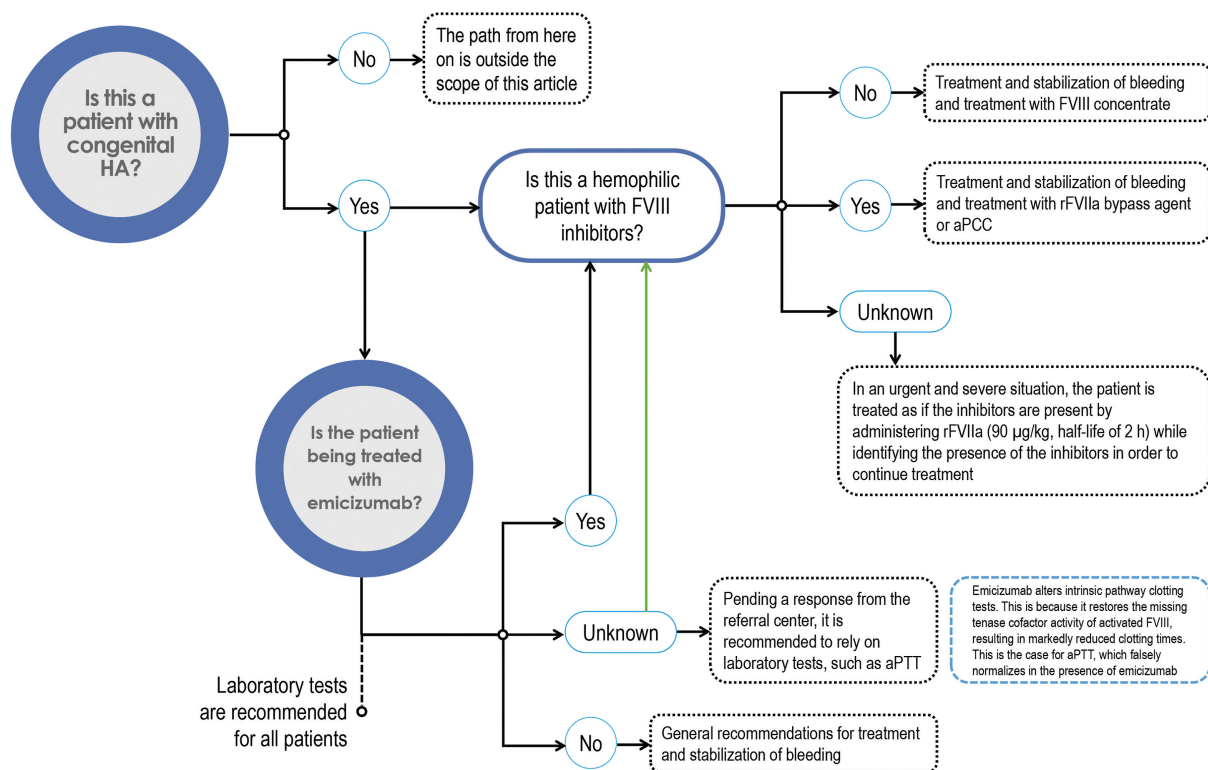 Is this a
patient with
congenital
HA?
No
The path from here
on is outside the
scope of this article
Yes
Is this a hemophilic
patient with FVIII
inhibitors?
No
Treatment and stabilization of bleeding
and treatment with FVIII concentrate
Yes
Treatment and stabilization of bleeding
and treatment with rFVIIa bypass agent
or aPCC
Unknown
In an urgent and severe situation, the patient is
treated as if the inhibitors are present by
administering rFVIIa (90 µg/kg, half-life of 2 h) while
identifying the presence of the inhibitors in order to
continue treatment
Is the patient
being treated
with
emicizumab?
Yes
Unknown
Pending a response from the
referral center, it is
recommended to rely on
laboratory tests, such as aPTT
Emicizumab alters intrinsic pathway clotting
tests. This is because it restores the missing
tenase cofactor activity of activated FVIII,
resulting in markedly reduced clotting times.
This is the case for aPTT, which falsely
normalizes in the presence of emicizumab
No
General recommendations for treatment
and stabilization of bleeding
Laboratory tests
are recommended
for all patients